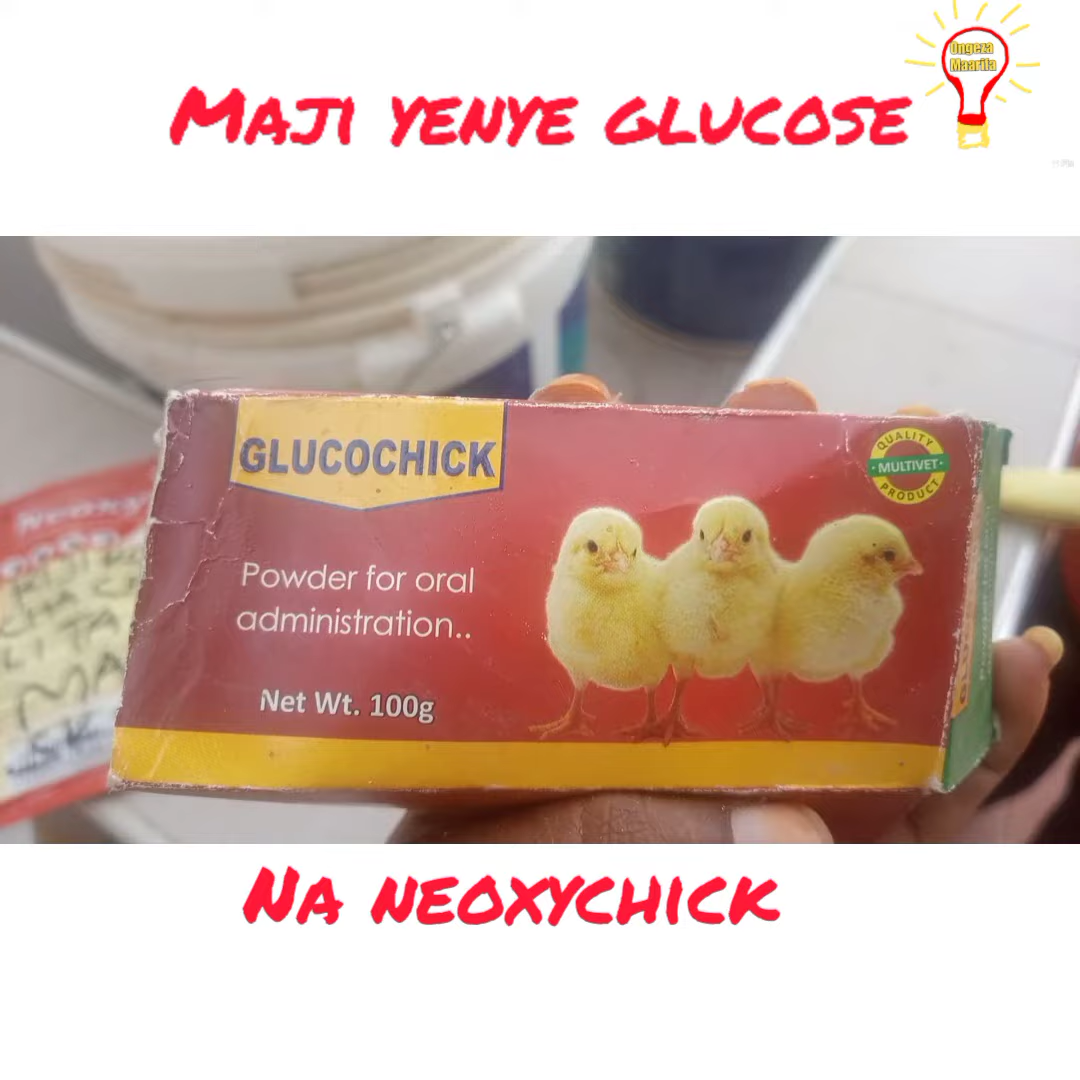 Ongeza
Maarifa
MAJI YENYE GLUCOSE
GLUCOCHICK
QUALITY
MULTIVET
PRODUCT
Powder for oral
administration..
Net Wt. 100g
NA NEOXYCHICK